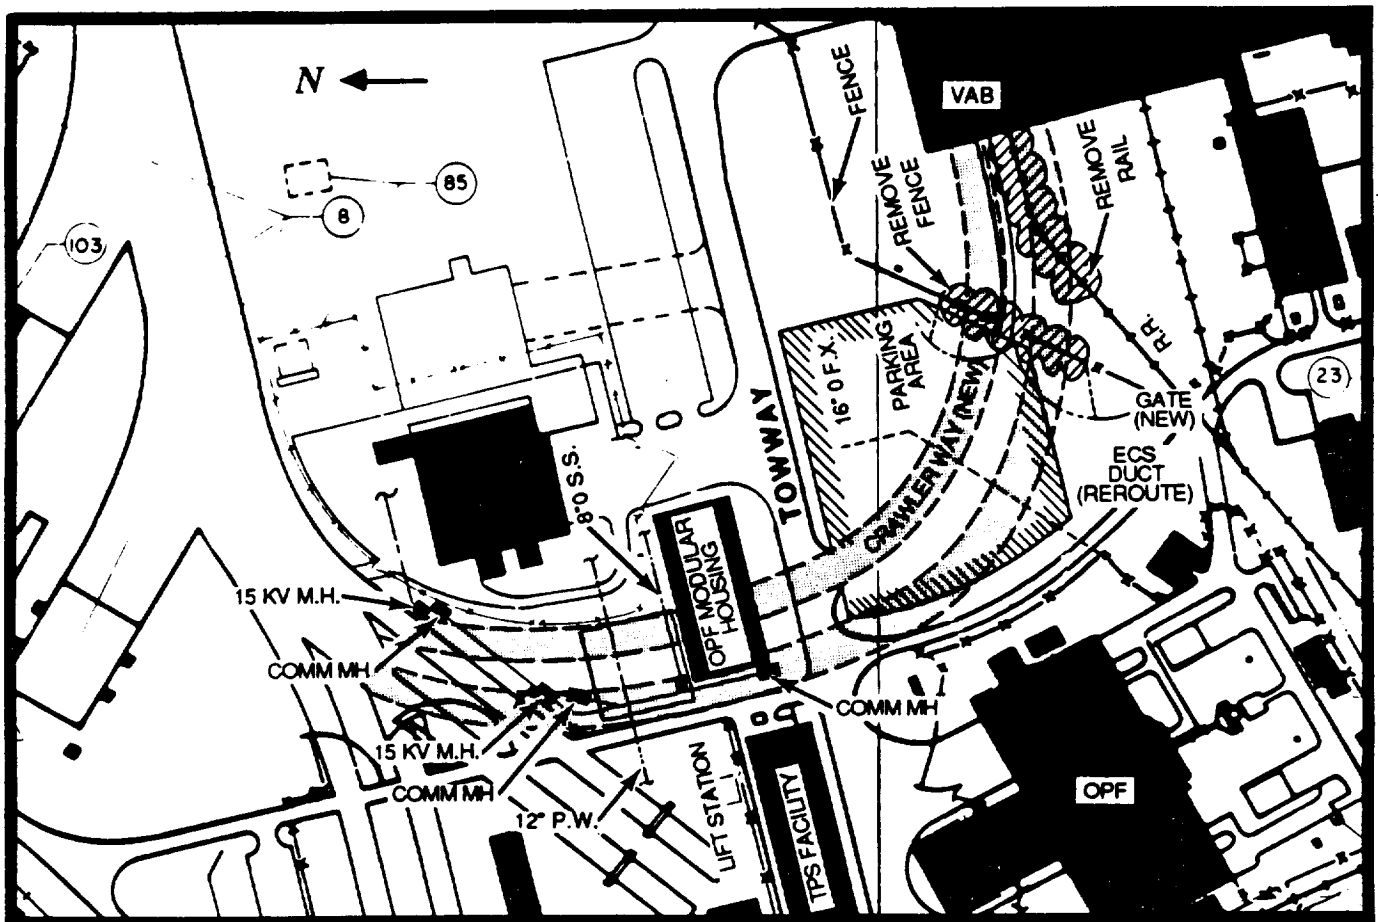 N
VAB
FENCE
REMOVE
FENCE
REMOVE
RAIL
85
8
103
R.R.
16" 0 F.X.
PARKING
AREA
TOWWAY
CRAWLER WAY (NEW)
GATE
(NEW)
23
ECS
DUCT
(REROUTE)
8"-0 S.S.
OPF MODULAR
HOUSING
15 KV M.H.
COMM MH
COMM MH
15 KV M.H.
COMM MH
12" P.W.
LIFT STATION
TPS FACILITY
OPF